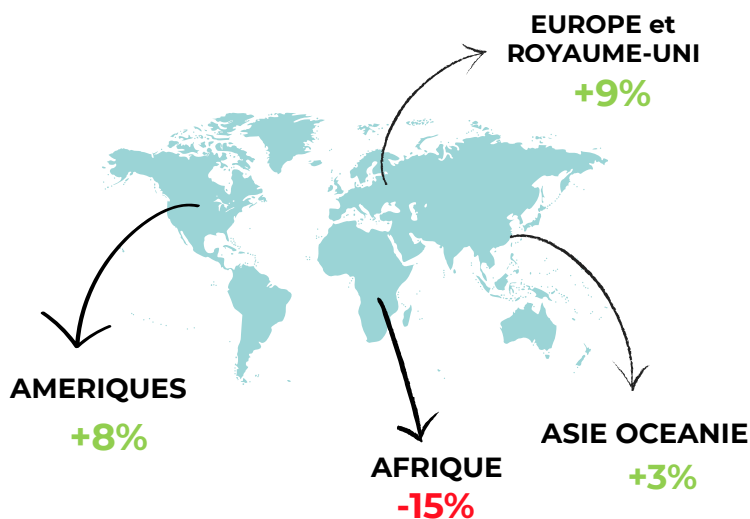 EUROPE et
ROYAUME-UNI
+9%
AMERIQUES
+8%
AFRIQUE
-15%
ASIE OCEANIE
+3%